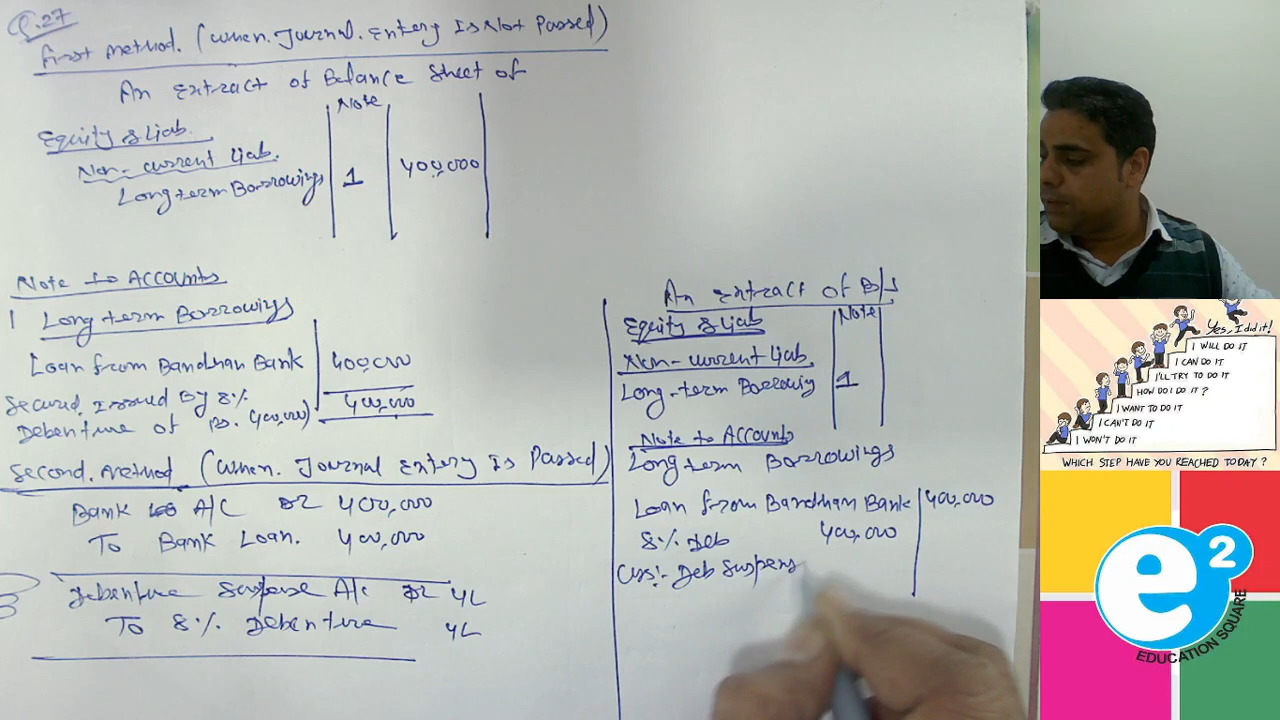 Q.27
First Method. (When. Journal. Entery Is Not Passed)
An Extract of Balance Sheet of
Note
Equity & Liab.
Non-current Liab.
Long term Borrowings 1 400,000
Note to Accounts
1 Long term Borrowings
Loan from Bandhan Bank 400,000
Secured Issued By 8% 400,000
Debenture of Rs. 400,000)
Second. Method (When. Journal Entery Is Passed)
Bank A/C Dr 400,000
To Bank Loan. 400,000
Debenture Suspense A/c Dr 4L
To 8% Debenture 4L
An Extract of B/S
Note
Equity & Liab
Non-current Liab.
Long-term Borrowing 1
Note to Accounts
Long term Borrowings
Loan from Bandhan Bank 400,000
8% Deb 400,000
Less:- Deb Suspens
Yes, I did it!
I WILL DO IT
I CAN DO IT
I'LL TRY TO DO IT
HOW DO I DO IT ?
I WANT TO DO IT
I CAN'T DO IT
I WON'T DO IT
WHICH STEP HAVE YOU REACHED TODAY ?
e2
EDUCATION SQUARE